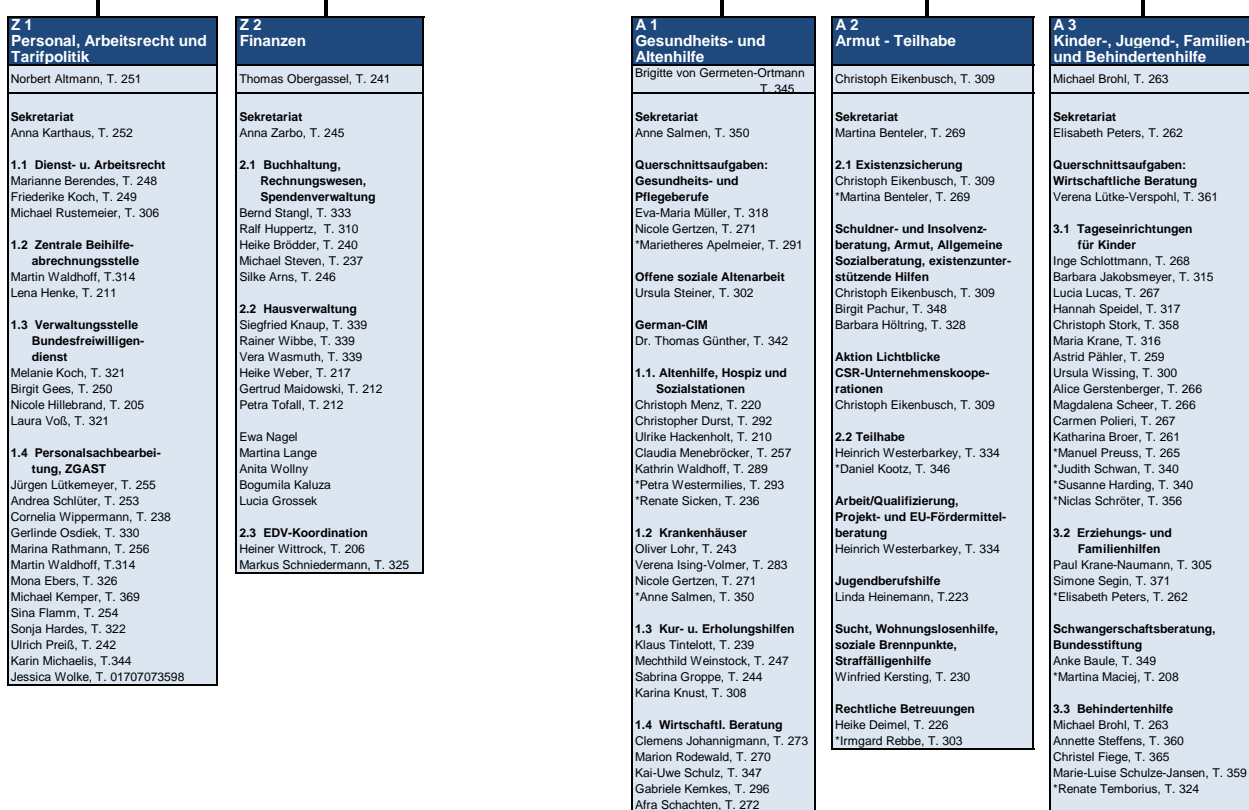 Z 1
Personal, Arbeitsrecht und
Tarifpolitik
Norbert Altmann, T. 251
Sekretariat
Anna Karthaus, T. 252
1.1 Dienst- u. Arbeitsrecht
Marianne Berendes, T. 248
Friederike Koch, T. 249
Michael Rustemeier, T. 306
1.2 Zentrale Beihilfe-
abrechnungsstelle
Martin Waldhoff, T.314
Lena Henke, T. 211
1.3 Verwaltungsstelle
Bundesfreiwilligen-
dienst
Melanie Koch, T. 321
Birgit Gees, T. 250
Nicole Hillebrand, T. 205
Laura Voß, T. 321
1.4 Personalsachbearbei-
tung, ZGAST
Jürgen Lütkemeyer, T. 255
Andrea Schlüter, T. 253
Cornelia Wippermann, T. 238
Gerlinde Osdiek, T. 330
Marina Rathmann, T. 256
Martin Waldhoff, T.314
Mona Ebers, T. 326
Michael Kemper, T. 369
Sina Flamm, T. 254
Sonja Hardes, T. 322
Ulrich Preiß, T. 242
Karin Michaelis, T.344
Jessica Wolke, T. 01707073598
Z 2
Finanzen
Thomas Obergassel, T. 241
Sekretariat
Anna Zarbo, T. 245
2.1 Buchhaltung,
Rechnungswesen,
Spendenverwaltung
Bernd Stangl, T. 333
Ralf Huppertz, T. 310
Heike Brödder, T. 240
Michael Steven, T. 237
Silke Arns, T. 246
2.2 Hausverwaltung
Siegfried Knaup, T. 339
Rainer Wibbe, T. 339
Vera Wasmuth, T. 339
Heike Weber, T. 217
Gertrud Maidowski, T. 212
Petra Tofall, T. 212
Ewa Nagel
Martina Lange
Anita Wollny
Bogumila Kaluza
Lucia Grossek
2.3 EDV-Koordination
Heiner Wittrock, T. 206
Markus Schniedermann, T. 325
A 1
Gesundheits- und
Altenhilfe
Brigitte von Germeten-Ortmann
T. 345
Sekretariat
Anne Salmen, T. 350
Querschnittsaufgaben:
Gesundheits- und
Pflegeberufe
Eva-Maria Müller, T. 318
Nicole Gertzen, T. 271
*Marietheres Apelmeier, T. 291
Offene soziale Altenarbeit
Ursula Steiner, T. 302
German-CIM
Dr. Thomas Günther, T. 342
1.1. Altenhilfe, Hospiz und
Sozialstationen
Christoph Menz, T. 220
Christopher Durst, T. 292
Ulrike Hackenholt, T. 210
Claudia Menebröcker, T. 257
Kathrin Waldhoff, T. 289
*Petra Westermilies, T. 293
*Renate Sicken, T. 236
1.2 Krankenhäuser
Oliver Lohr, T. 243
Verena Ising-Volmer, T. 283
Nicole Gertzen, T. 271
*Anne Salmen, T. 350
1.3 Kur- u. Erholungshilfen
Klaus Tintelott, T. 239
Mechthild Weinstock, T. 247
Sabrina Groppe, T. 244
Karina Knust, T. 308
1.4 Wirtschaftl. Beratung
Clemens Johannigmann, T. 273
Marion Rodewald, T. 270
Kai-Uwe Schulz, T. 347
Gabriele Kemkes, T. 296
Afra Schachten, T. 272
A 2
Armut - Teilhabe
Christoph Eikenbusch, T. 309
Sekretariat
Martina Benteler, T. 269
2.1 Existenzsicherung
Christoph Eikenbusch, T. 309
*Martina Benteler, T. 269
Schuldner- und Insolvenz-
beratung, Armut, Allgemeine
Sozialberatung, existenzunter-
stützende Hilfen
Christoph Eikenbusch, T. 309
Birgit Pachur, T. 348
Barbara Höltring, T. 328
Aktion Lichtblicke
CSR-Unternehmenskoope-
rationen
Christoph Eikenbusch, T. 309
2.2 Teilhabe
Heinrich Westerbarkey, T. 334
*Daniel Kootz, T. 346
Arbeit/Qualifizierung,
Projekt- und EU-Fördermittel-
beratung
Heinrich Westerbarkey, T. 334
Jugendberufshilfe
Linda Heinemann, T.223
Sucht, Wohnungslosenhilfe,
soziale Brennpunkte,
Straffälligenhilfe
Winfried Kersting, T. 230
Rechtliche Betreuungen
Heike Deimel, T. 226
*Irmgard Rebbe, T. 303
A 3
Kinder-, Jugend-, Familien-
und Behindertenhilfe
Michael Brohl, T. 263
Sekretariat
Elisabeth Peters, T. 262
Querschnittsaufgaben:
Wirtschaftliche Beratung
Verena Lütke-Verspohl, T. 361
3.1 Tageseinrichtungen
für Kinder
Inge Schlottmann, T. 268
Barbara Jakobsmeyer, T. 315
Lucia Lucas, T. 267
Hannah Speidel, T. 317
Christoph Stork, T. 358
Maria Krane, T. 316
Astrid Pähler, T. 259
Ursula Wissing, T. 300
Alice Gerstenberger, T. 266
Magdalena Scheer, T. 266
Carmen Polieri, T. 267
Katharina Broer, T. 261
*Manuel Preuss, T. 265
*Judith Schwan, T. 340
*Susanne Harding, T. 340
*Niclas Schröter, T. 356
3.2 Erziehungs- und
Familienhilfen
Paul Krane-Naumann, T. 305
Simone Segin, T. 371
*Elisabeth Peters, T. 262
Schwangerschaftsberatung,
Bundesstiftung
Anke Baule, T. 349
*Martina Maciej, T. 208
3.3 Behindertenhilfe
Michael Brohl, T. 263
Annette Steffens, T. 360
Christel Fiege, T. 365
Marie-Luise Schulze-Jansen, T. 359
*Renate Temborius, T. 324